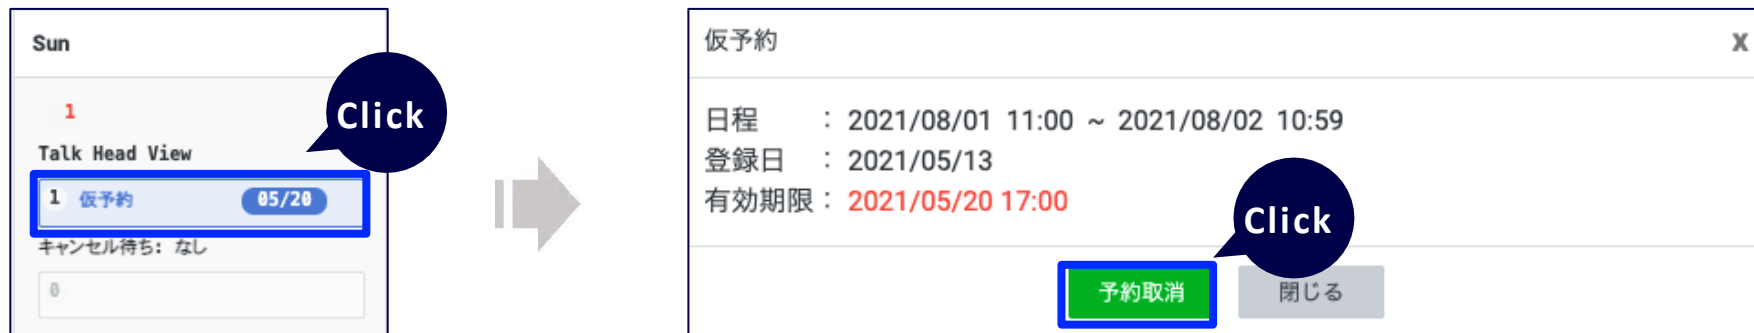 Sun
1
Talk Head View
1 仮予約 05/20
キャンセル待ち: なし
0
Click
仮予約 X
日程 : 2021/08/01 11:00 ~ 2021/08/02 10:59
登録日 : 2021/05/13
有効期限 : 2021/05/20 17:00
Click
予約取消 閉じる